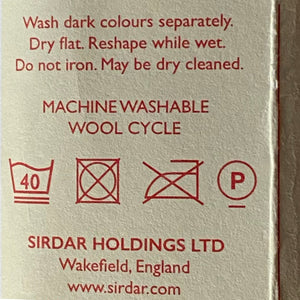 Wash dark colours separately.
Dry flat. Reshape while wet.
Do not iron. May be dry cleaned.
MACHINE WASHABLE
WOOL CYCLE
40 P
SIRDAR HOLDINGS LTD
Wakefield, England
www.sirdar.com